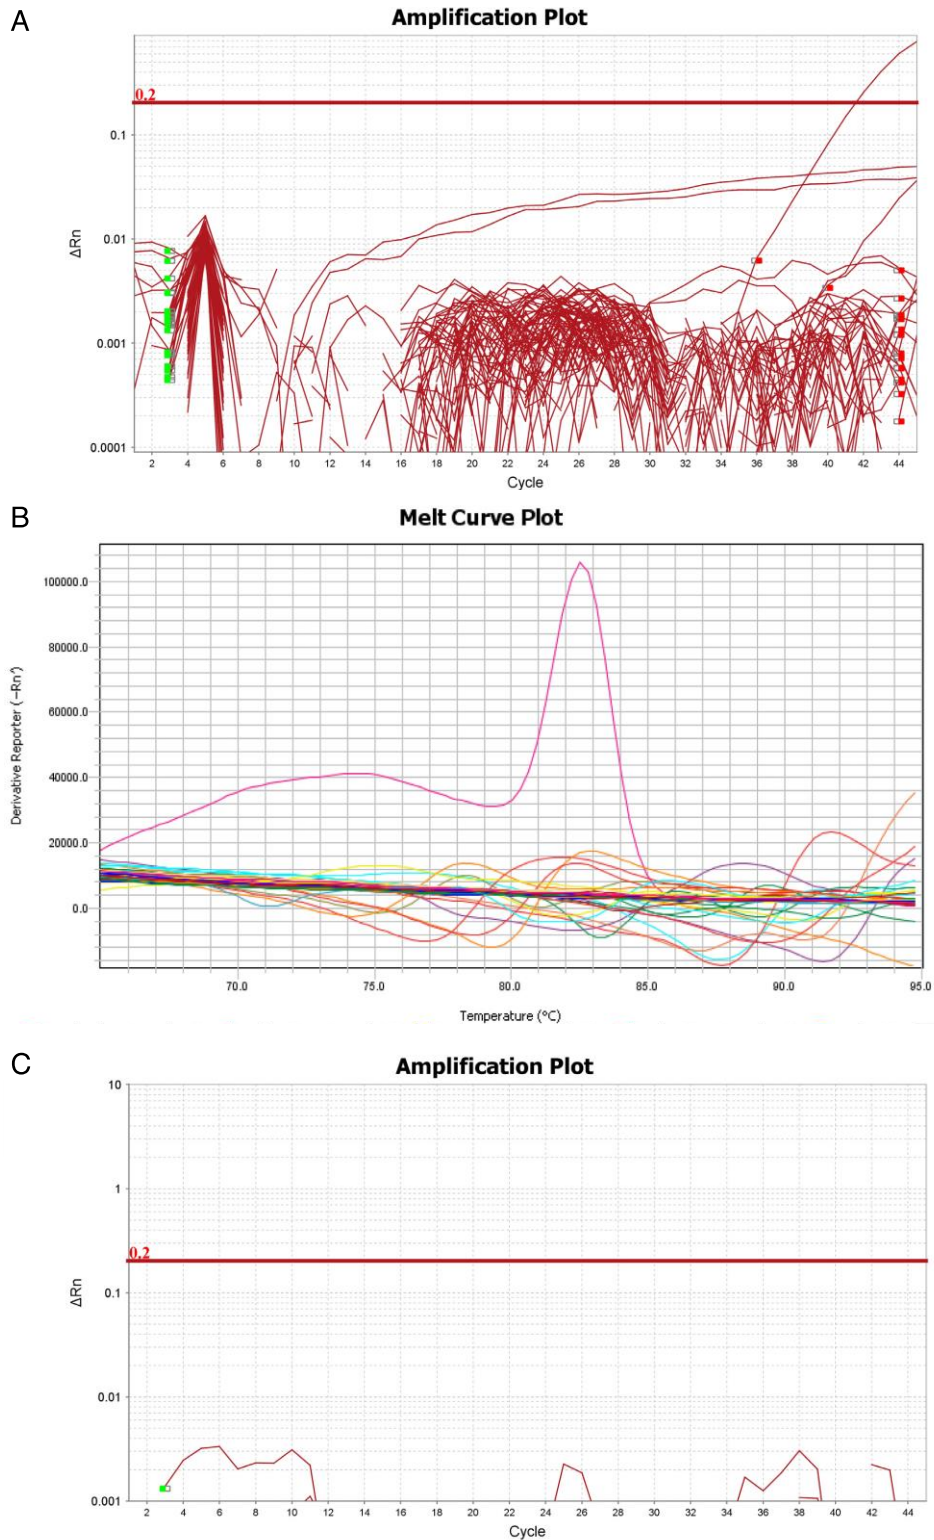 A
Amplification Plot
0.2
0.1
0.01
0.001
0.0001
ΔRn
2 4 6 8 10 12 14 16 18 20 22 24 26 28 30 32 34 36 38 40 42 44
Cycle
B
Melt Curve Plot
100000.0
80000.0
60000.0
40000.0
20000.0
0.0
Derivative Reporter (-Rn')
70.0 75.0 80.0 85.0 90.0 95.0
Temperature (°C)
C
Amplification Plot
10
1
0.2
0.1
0.01
0.001
ΔRn
2 4 6 8 10 12 14 16 18 20 22 24 26 28 30 32 34 36 38 40 42 44
Cycle